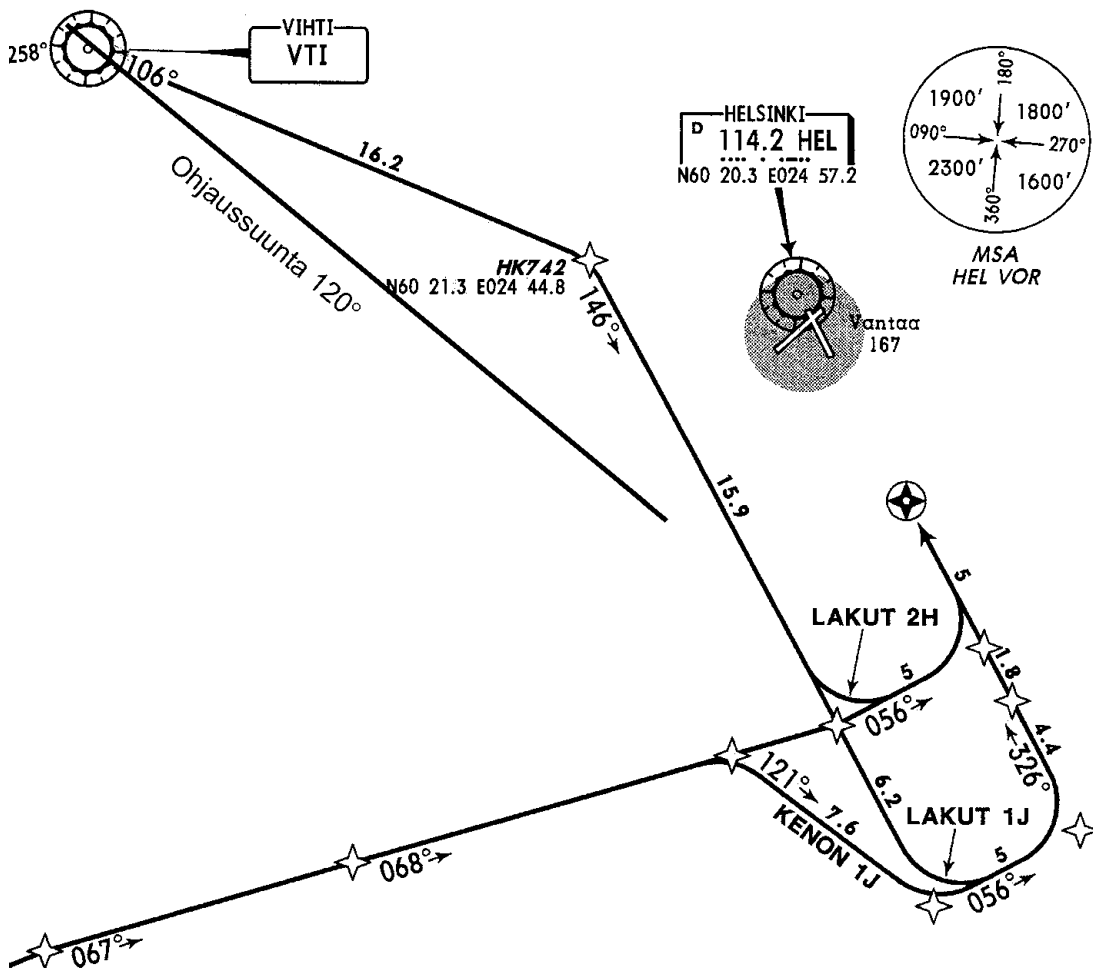 VIHTI
VTI
258°
106°
16.2
Ohjaussuunta 120°
HELSINKI
D 114.2 HEL
N60 20.3 E024 57.2
180°
1900'
1800'
090°
270°
2300'
1600'
360°
MSA
HEL VOR
HK742
N60 21.3 E024 44.8
146°
Vantaa
167
15.9
5
LAKUT 2H
1.8
5
056°
4.4
326°
121°
7.6
6.2
KENON 1J
LAKUT 1J
5
056°
068°
067°